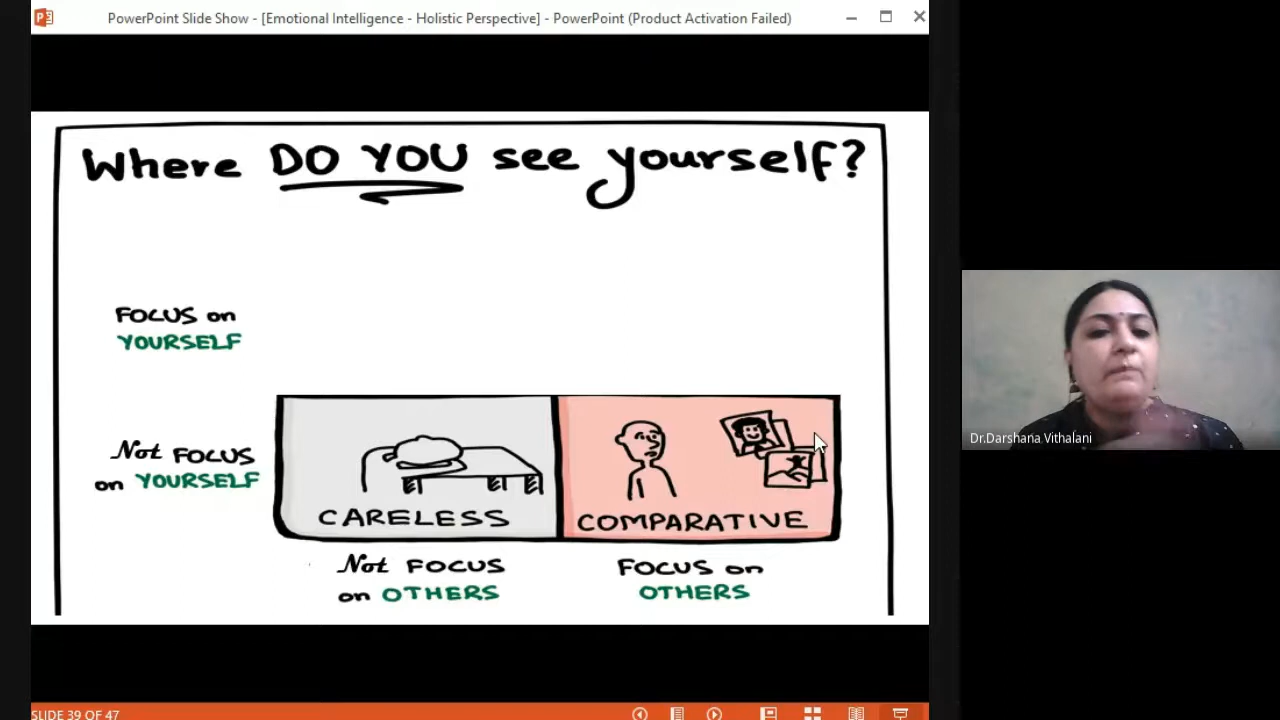 PowerPoint Slide Show - [Emotional Intelligence - Holistic Perspective] - PowerPoint (Product Activation Failed)
Where DO YOU see yourself?
FOCUS on
YOURSELF
Not FOCUS
on YOURSELF
CARELESS
COMPARATIVE
Not FOCUS
on OTHERS
FOCUS on
OTHERS
Dr.Darshana Vithalani
SLIDE 39 OF 47